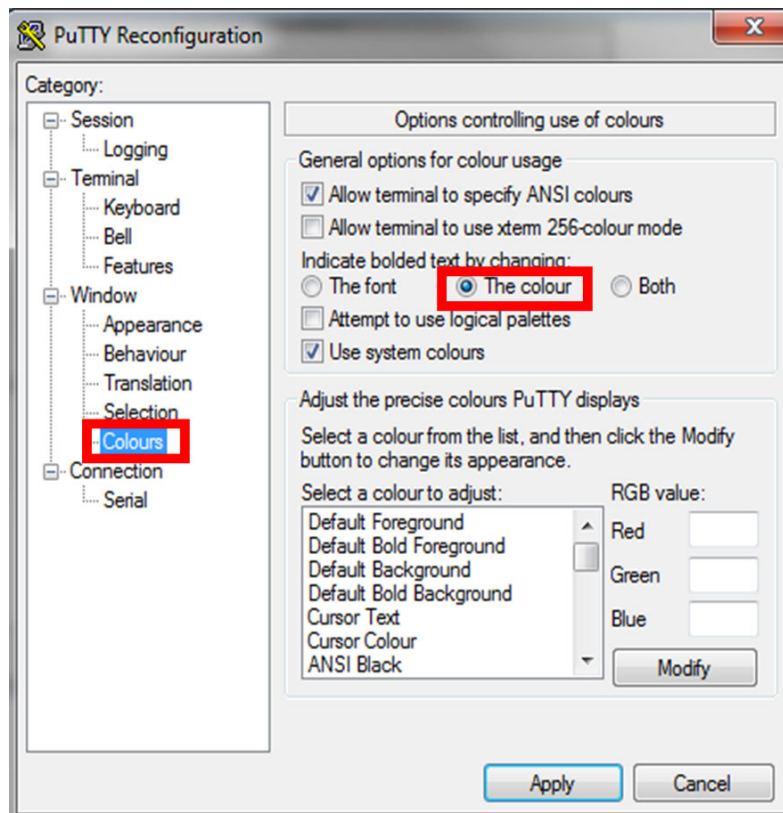 PuTTY Reconfiguration
X
Category:
Session
Logging
Terminal
Keyboard
Bell
Features
Window
Appearance
Behaviour
Translation
Selection
Colours
Connection
Serial
Options controlling use of colours
General options for colour usage
Allow terminal to specify ANSI colours
Allow terminal to use xterm 256-colour mode
Indicate bolded text by changing:
The font The colour Both
Attempt to use logical palettes
Use system colours
Adjust the precise colours PuTTY displays
Select a colour from the list, and then click the Modify
button to change its appearance.
Select a colour to adjust: RGB value:
Default Foreground
Default Bold Foreground
Default Background
Default Bold Background
Cursor Text
Cursor Colour
ANSI Black
Red
Green
Blue
Modify
Apply Cancel